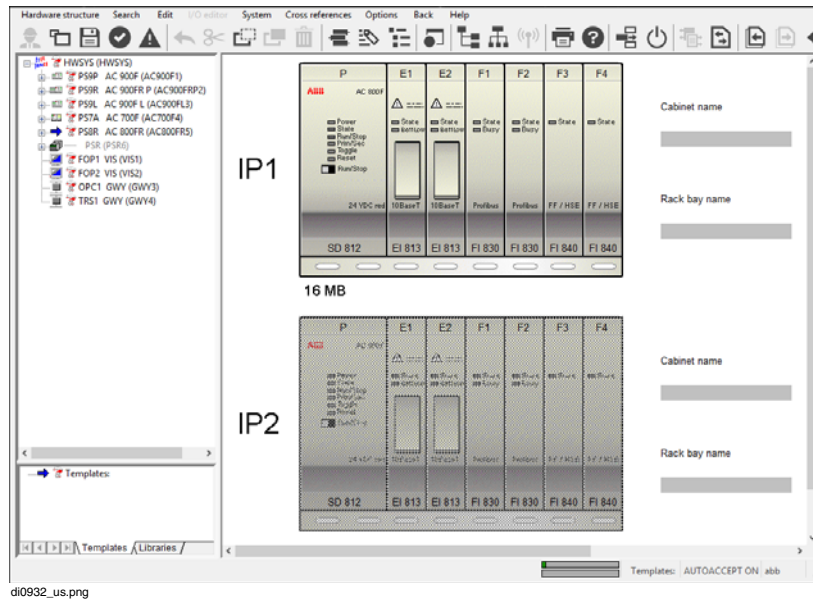 Hardware structure Search Edit I/O editor System Cross references Options Back Help
HWSYS (HWSYS)
PS9P AC 900F (AC900F1)
PS9R AC 900FR P (AC900FRP2)
PS9L AC 900F L (AC900FL3)
PS7A AC 700F (AC700F4)
PS8R AC 800FR (AC800FR5)
PSR (PSR6)
FOP1 VIS (VIS1)
FOP2 VIS (VIS2)
OPC1 GWY (GWY3)
TRS1 GWY (GWY4)
Templates:
Templates Libraries
IP1
P E1 E2 F1 F2 F3 F4
ABB AC 800F
Power
State
Run/Stop
Prim/Sec
Toggle
Reset
Run/Stop
State State State State State State
BattLow BattLow Busy Busy
24 VDC red 10BaseT 10BaseT Profibus Profibus FF / HSE FF / HSE
SD 812 EI 813 EI 813 FI 830 FI 830 FI 840 FI 840
16 MB
Cabinet name
Rack bay name
IP2
P E1 E2 F1 F2 F3 F4
ABB AC 800F
SD 812 EI 813 EI 813 FI 830 FI 830 FI 840 FI 840
Cabinet name
Rack bay name
Templates: AUTOACCEPT ON abb
di0932_us.png